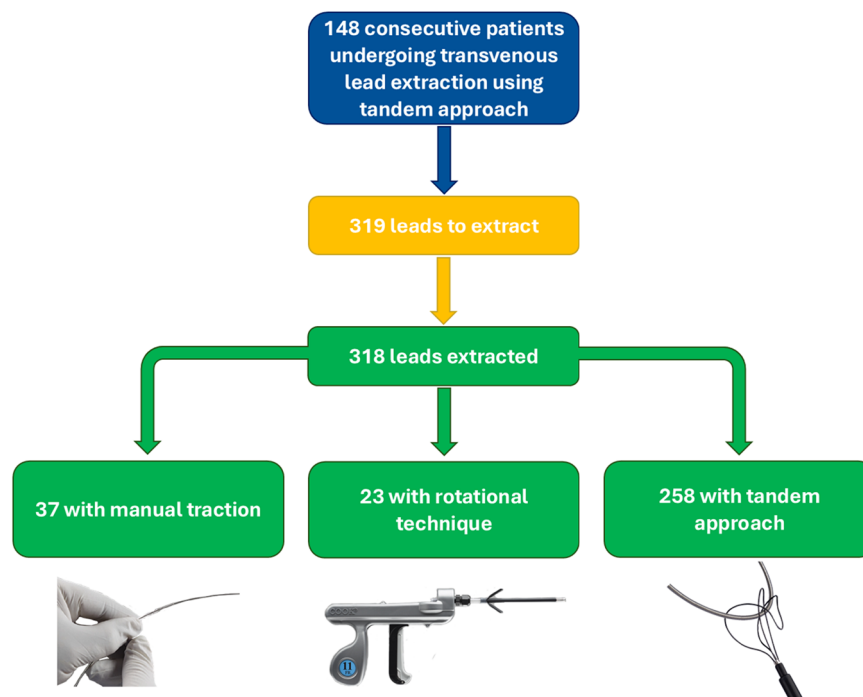 148 consecutive patients
undergoing transvenous
lead extraction using
tandem approach
319 leads to extract
318 leads extracted
37 with manual traction
23 with rotational
technique
258 with tandem
approach
11